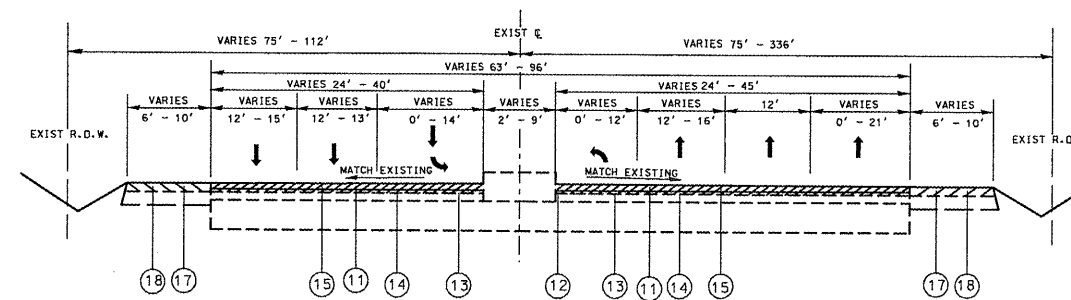 EXIST ℄
VARIES 75' - 112'
VARIES 75' - 336'
VARIES 63' - 96'
VARIES 24' - 40'
VARIES 24' - 45'
VARIES
VARIES
VARIES
VARIES
VARIES
VARIES
VARIES
VARIES
VARIES
6' - 10'
12' - 15'
12' - 13'
0' - 14'
2' - 9'
0' - 12'
12' - 16'
12'
0' - 21'
6' - 10'
EXIST R.O.W.
EXIST R.O
MATCH EXISTING
MATCH EXISTING
18
17
15
11
14
13
12
13
11
14
15
17
18